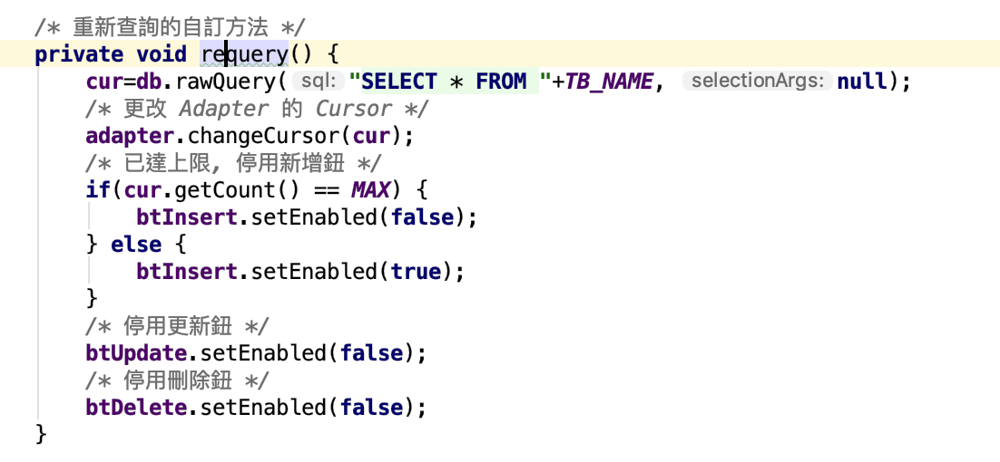 /* 重新查詢的自訂方法 */
private void requery() {
cur=db.rawQuery( sql: "SELECT * FROM "+TB_NAME, selectionArgs: null);
/* 更改 Adapter 的 Cursor */
adapter.changeCursor(cur);
/* 已達上限, 停用新增鈕 */
if(cur.getCount() == MAX) {
btInsert.setEnabled(false);
} else {
btInsert.setEnabled(true);
}
/* 停用更新鈕 */
btUpdate.setEnabled(false);
/* 停用刪除鈕 */
btDelete.setEnabled(false);
}